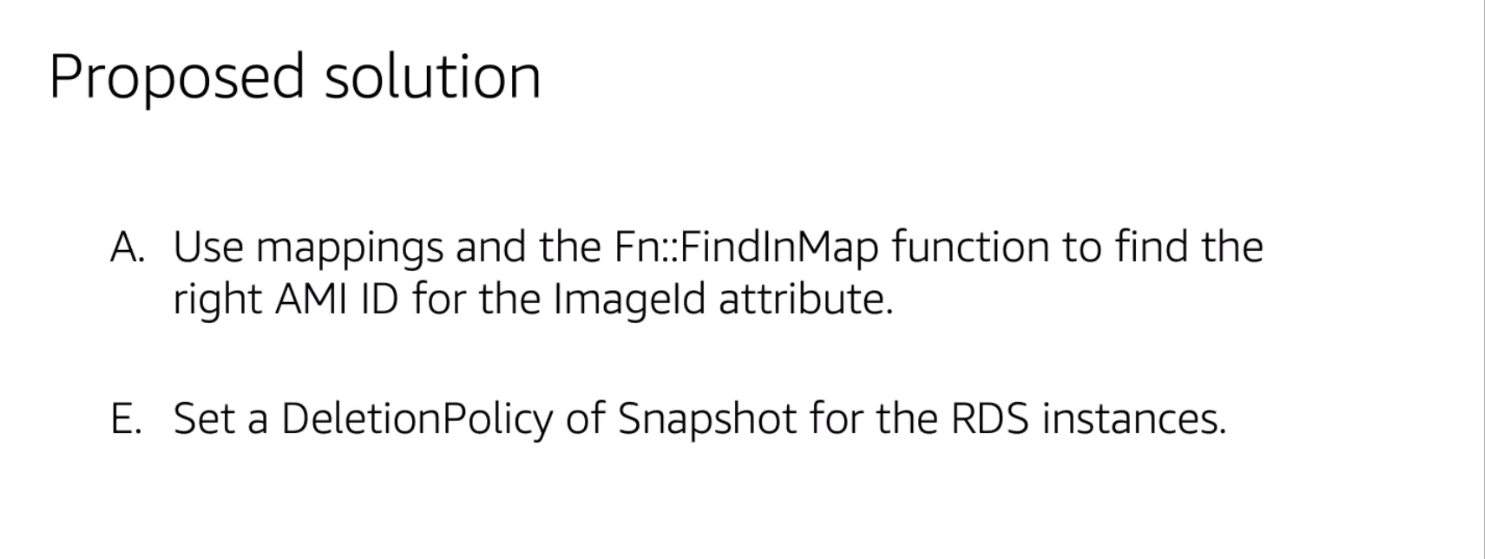 Proposed solution
A. Use mappings and the Fn::FindInMap function to find the
right AMI ID for the ImageId attribute.
E. Set a DeletionPolicy of Snapshot for the RDS instances.